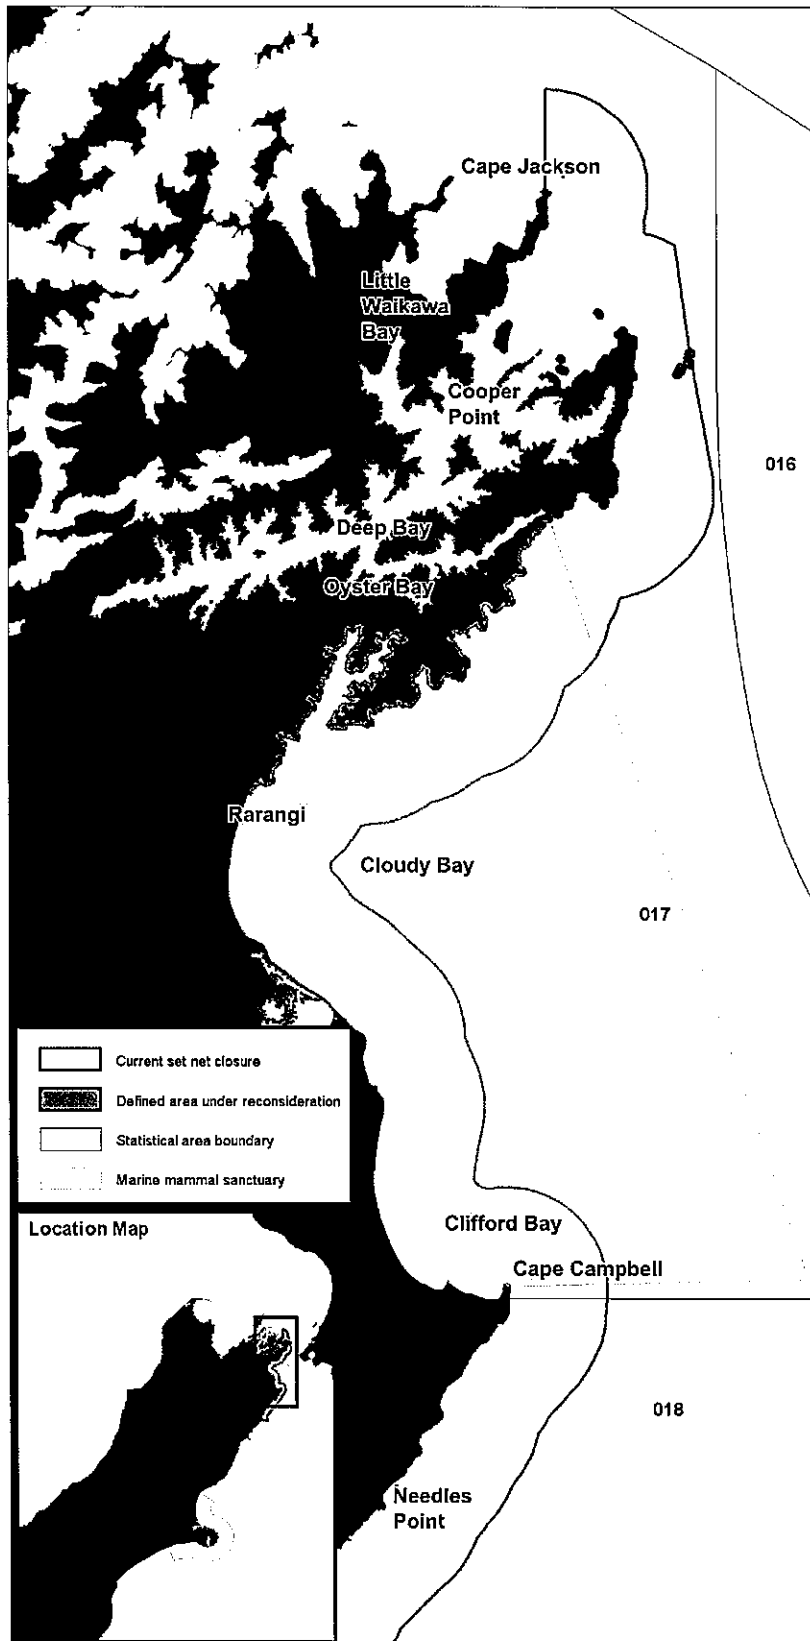 Cape Jackson
Little
Waikawa
Bay
Cooper
Point
016
Deep Bay
Oyster Bay
Rarangi
Cloudy Bay
017
Current set net closure
Defined area under reconsideration
Statistical area boundary
Marine mammal sanctuary
Clifford Bay
Location Map
Cape Campbell
018
Needles
Point